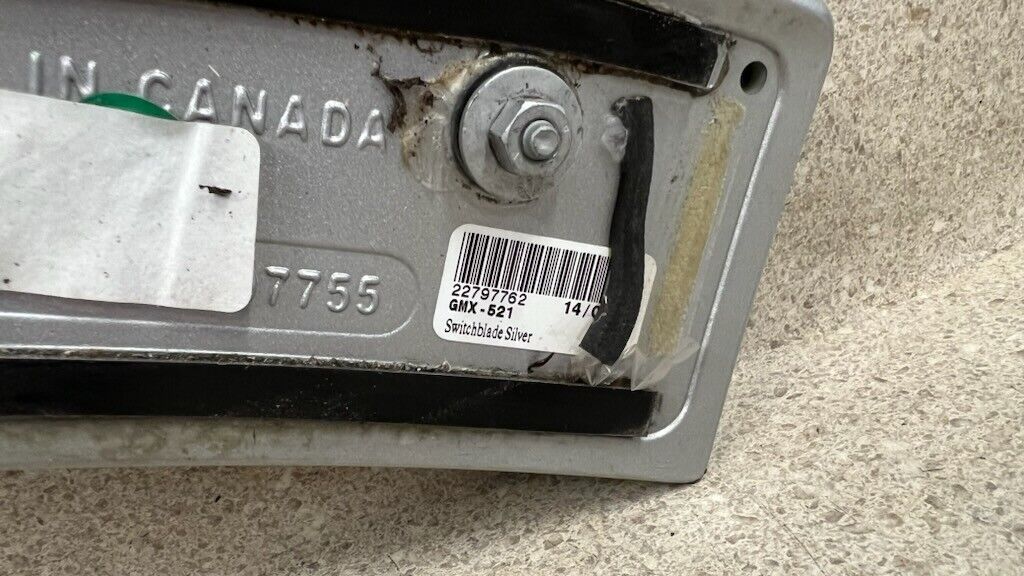 IN CANADA
7755
22797762
GMX-521 14/0
Switchblade Silver